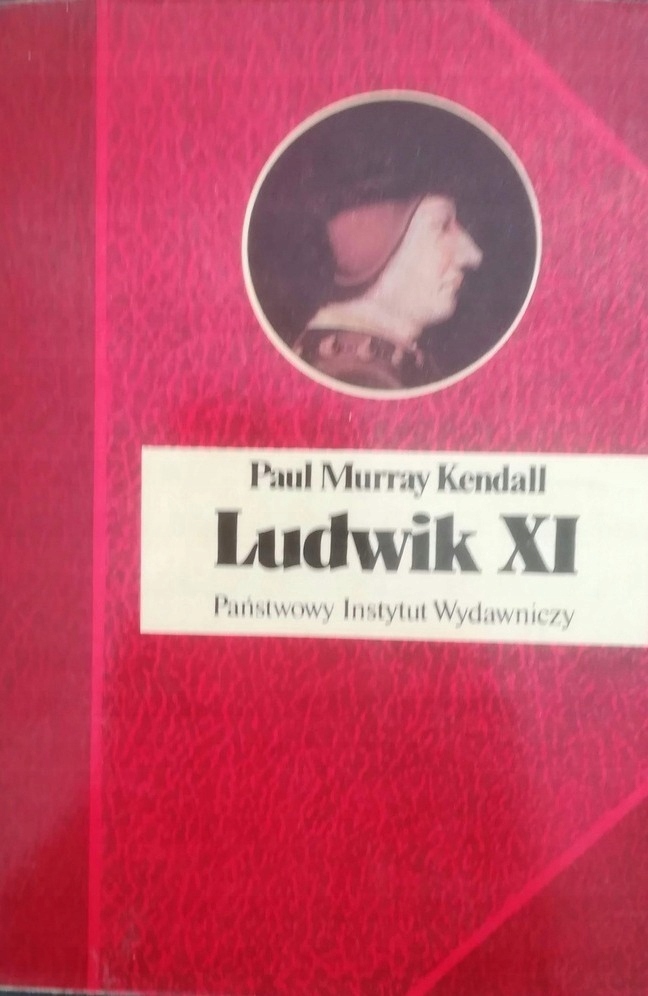 Paul Murray Kendall
Ludwik XI
Państwowy Instytut Wydawniczy